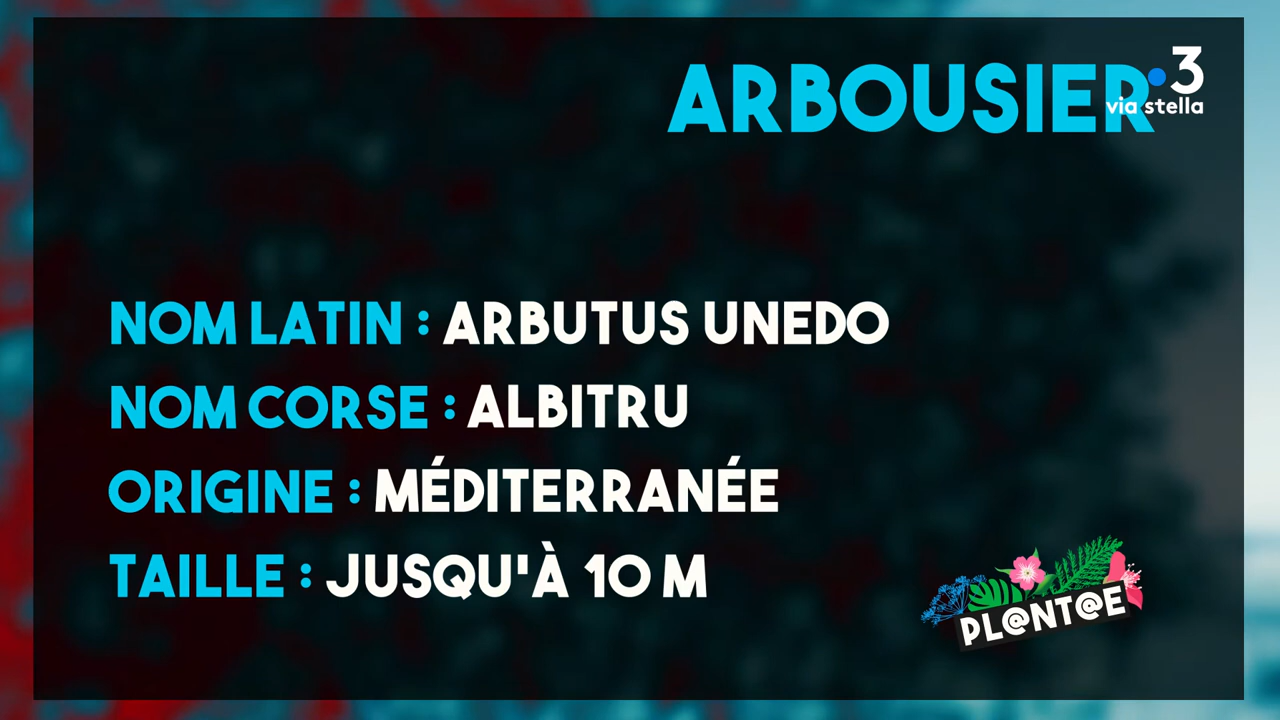 ARBOUSIER
3
via stella
NOM LATIN : ARBUTUS UNEDO
NOM CORSE : ALBITRU
ORIGINE : MÉDITERRANÉE
TAILLE : JUSQU'À 10 M
PL@NT@E